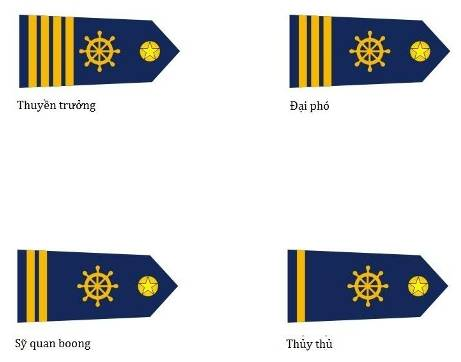 Thuyền trưởng
Đại phó
Sỹ quan boong
Thủy thủ